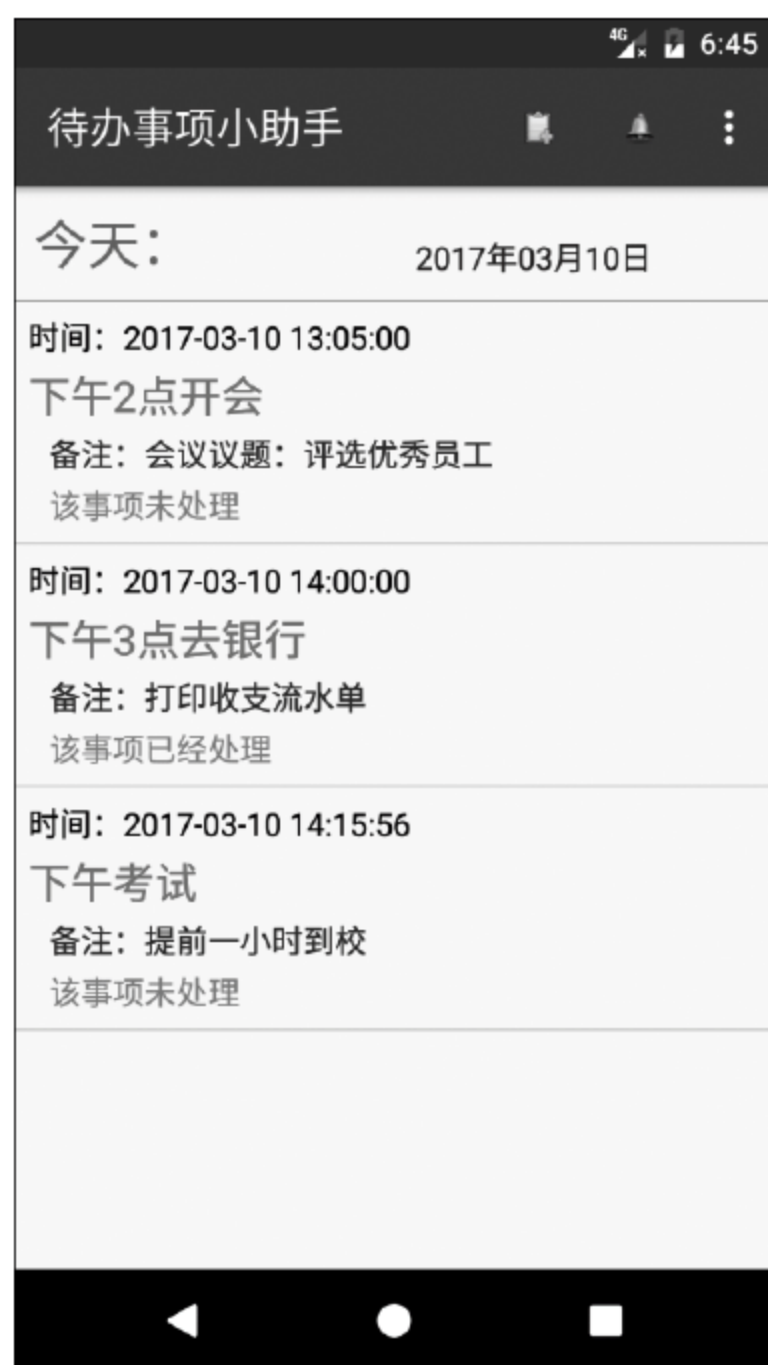 4G 6:45
待办事项小助手
今天： 2017年03月10日
时间：2017-03-10 13:05:00
下午2点开会
备注：会议议题：评选优秀员工
该事项未处理
时间：2017-03-10 14:00:00
下午3点去银行
备注：打印收支流水单
该事项已经处理
时间：2017-03-10 14:15:56
下午考试
备注：提前一小时到校
该事项未处理